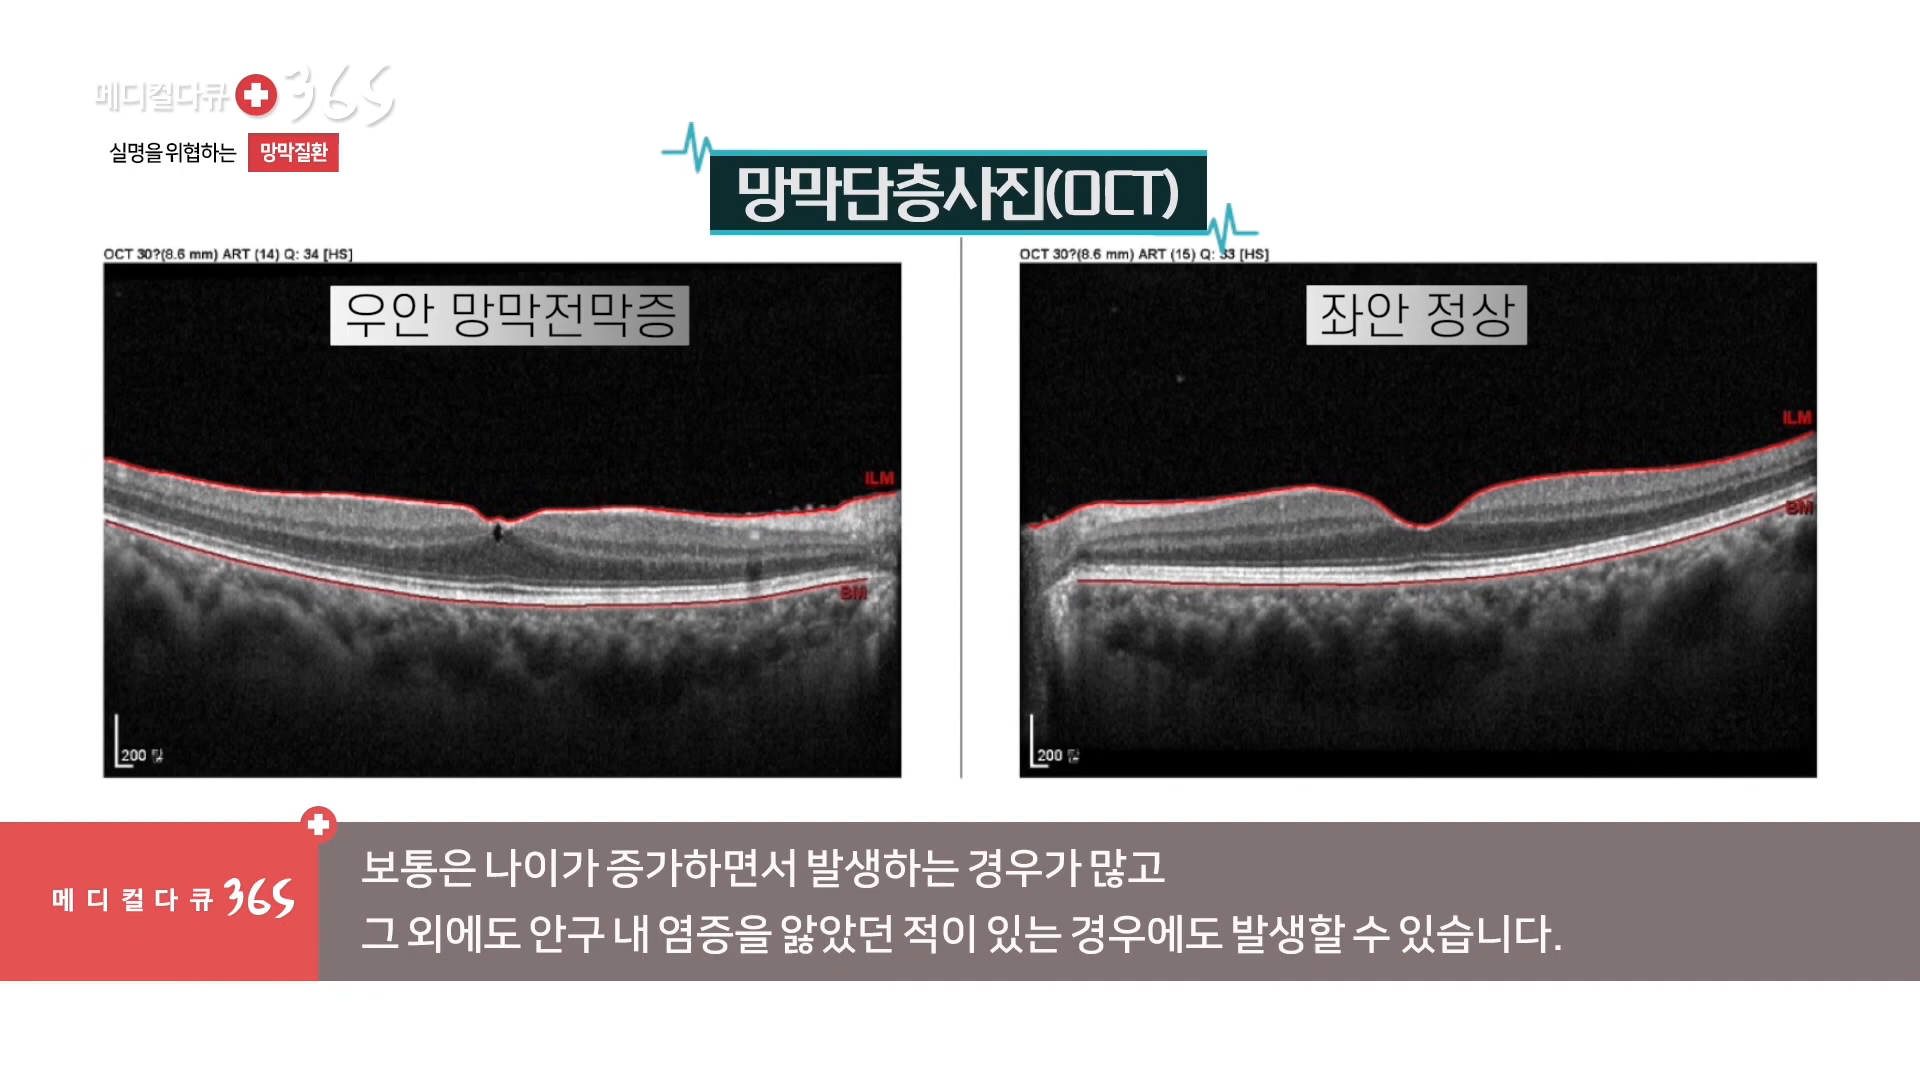 메디컬다큐 365
실명을 위협하는 망막질환
망막단층사진(OCT)
OCT 30?(8.6 mm) ART (14) Q: 34 [HS]
우안 망막전막증
ILM
BM
200
OCT 30?(8.6 mm) ART (15) Q: 33 [HS]
좌안 정상
ILM
BM
200
메디컬다큐 365
보통은 나이가 증가하면서 발생하는 경우가 많고
그 외에도 안구 내 염증을 앓았던 적이 있는 경우에도 발생할 수 있습니다.